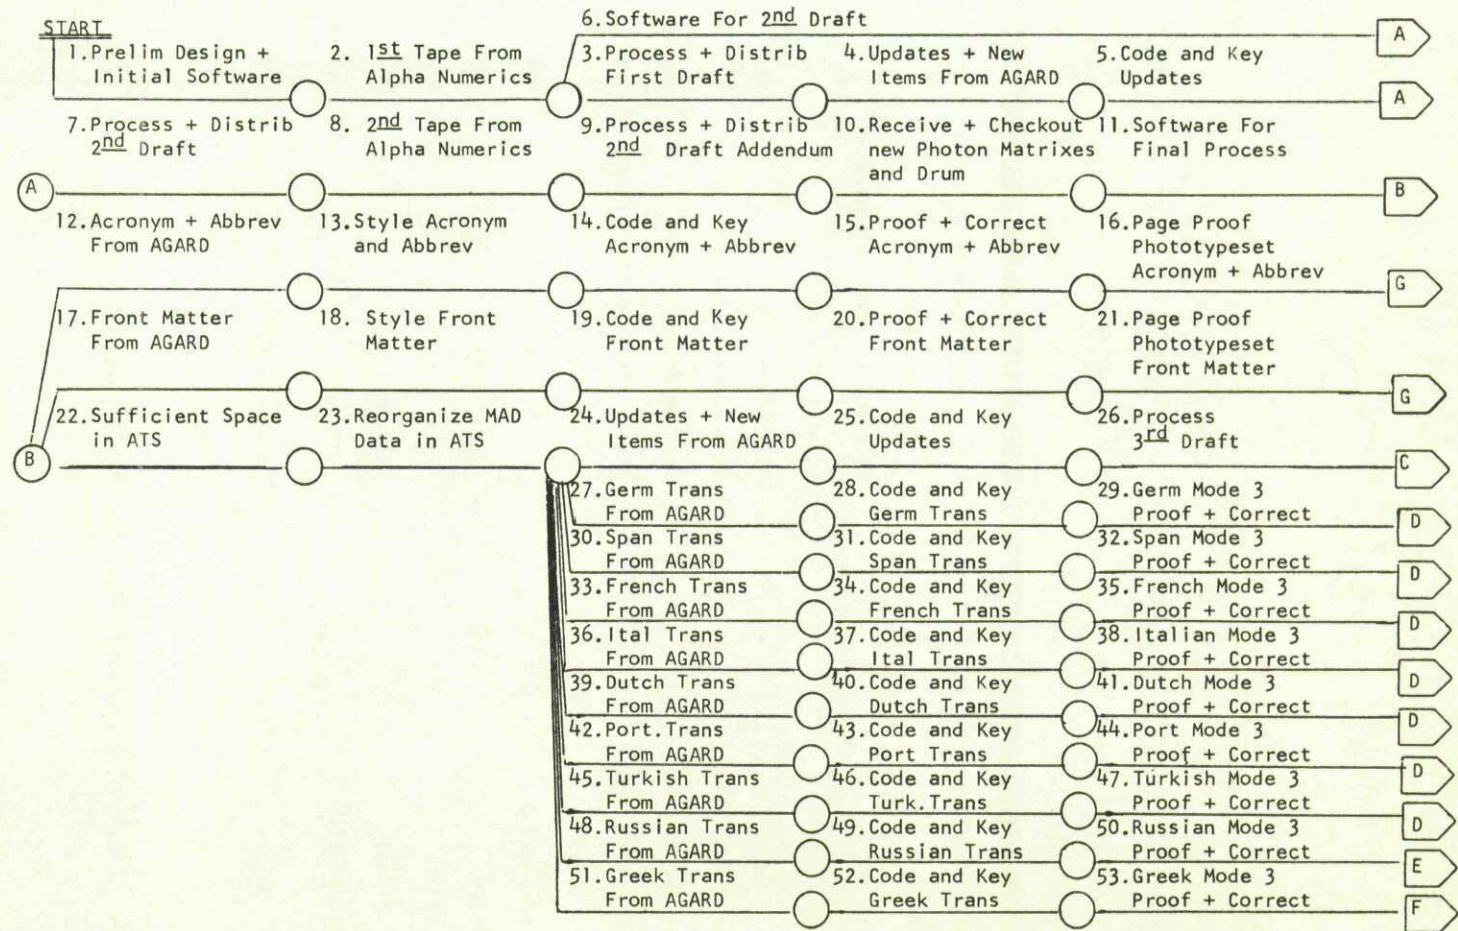 START
6.Software For 2nd Draft
A
1.Prelim Design +
Initial Software
2. 1st Tape From
Alpha Numerics
3.Process + Distrib
First Draft
4.Updates + New
Items From AGARD
5.Code and Key
Updates
A
7.Process + Distrib
2nd Draft
8. 2nd Tape From
Alpha Numerics
9.Process + Distrib
2nd Draft Addendum
10.Receive + Checkout
new Photon Matrixes
and Drum
11.Software For
Final Process
A
B
12.Acronym + Abbrev
From AGARD
13.Style Acronym
and Abbrev
14.Code and Key
Acronym + Abbrev
15.Proof + Correct
Acronym + Abbrev
16.Page Proof
Phototypeset
Acronym + Abbrev
G
17.Front Matter
From AGARD
18. Style Front
Matter
19.Code and Key
Front Matter
20.Proof + Correct
Front Matter
21.Page Proof
Phototypeset
Front Matter
G
22.Sufficient Space
in ATS
23.Reorganize MAD
Data in ATS
24.Updates + New
Items From AGARD
25.Code and Key
Updates
26.Process
3rd Draft
B
C
27.Germ Trans
From AGARD
28.Code and Key
Germ Trans
29.Germ Mode 3
Proof + Correct
D
30.Span Trans
From AGARD
31.Code and Key
Span Trans
32.Span Mode 3
Proof + Correct
D
33.French Trans
From AGARD
34.Code and Key
French Trans
35.French Mode 3
Proof + Correct
D
36.Ital Trans
From AGARD
37.Code and Key
Ital Trans
38.Italian Mode 3
Proof + Correct
D
39.Dutch Trans
From AGARD
40.Code and Key
Dutch Trans
41.Dutch Mode 3
Proof + Correct
D
42.Port.Trans
From AGARD
43.Code and Key
Port Trans
44.Port Mode 3
Proof + Correct
D
45.Turkish Trans
From AGARD
46.Code and Key
Turk.Trans
47.Turkish Mode 3
Proof + Correct
D
48.Russian Trans
From AGARD
49.Code and Key
Russian Trans
50.Russian Mode 3
Proof + Correct
E
51.Greek Trans
From AGARD
52.Code and Key
Greek Trans
53.Greek Mode 3
Proof + Correct
F